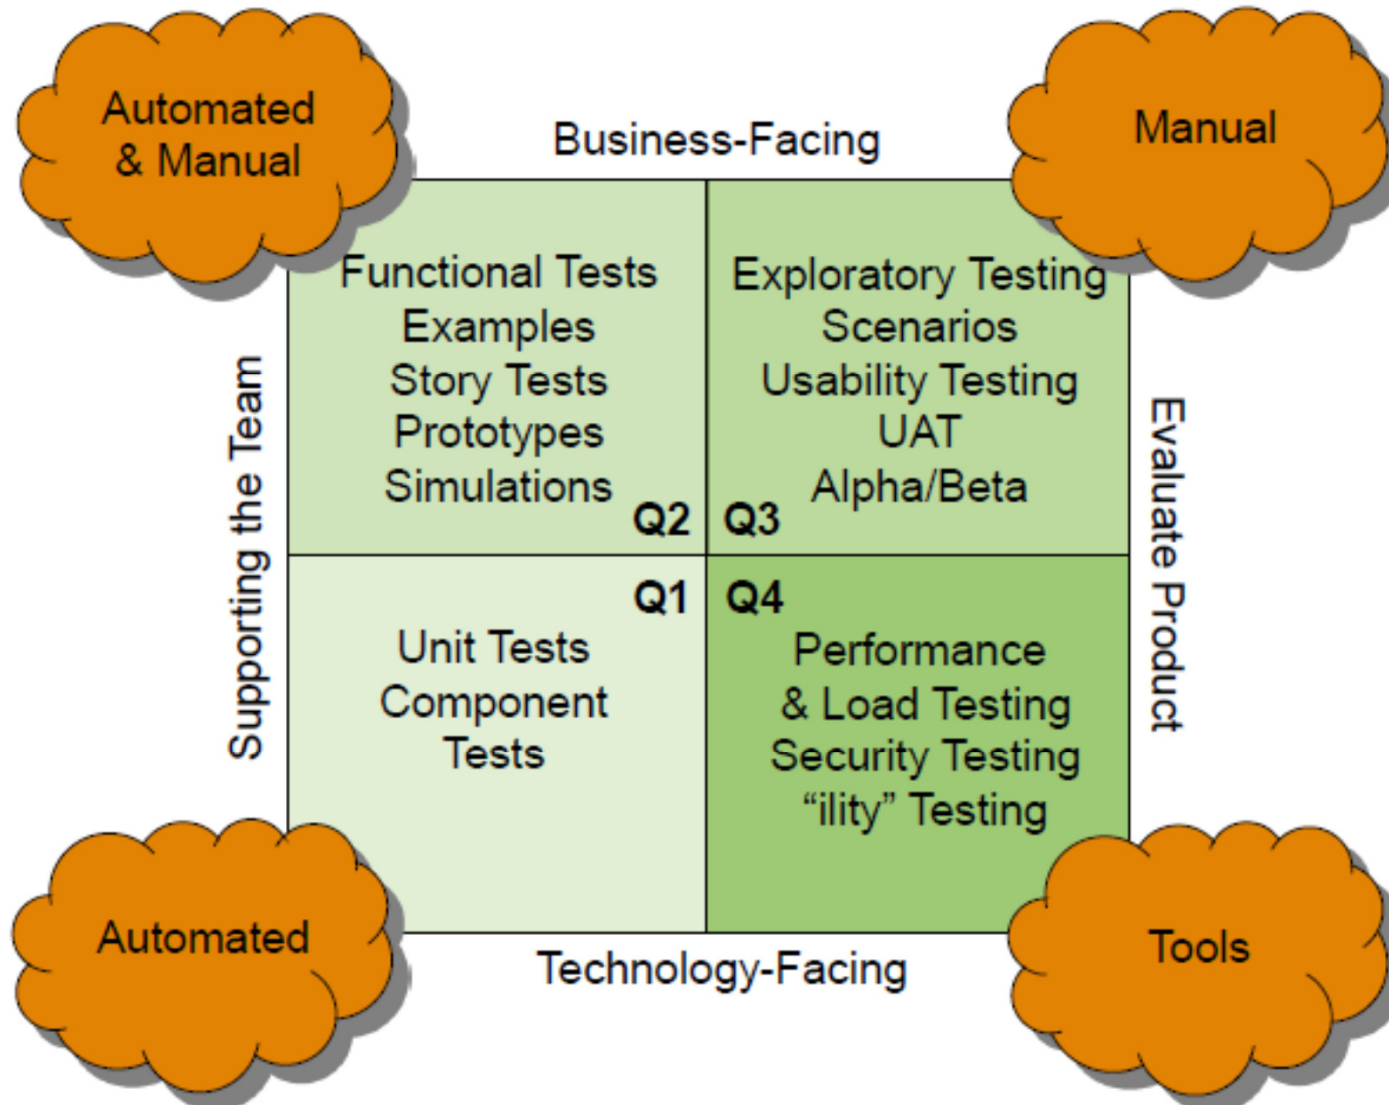 Automated
& Manual
Business-Facing
Manual
Functional Tests
Examples
Story Tests
Prototypes
Simulations
Q2
Exploratory Testing
Scenarios
Usability Testing
UAT
Alpha/Beta
Q3
Supporting the Team
Evaluate Product
Q1
Unit Tests
Component
Tests
Q4
Performance
& Load Testing
Security Testing
“ility” Testing
Automated
Technology-Facing
Tools